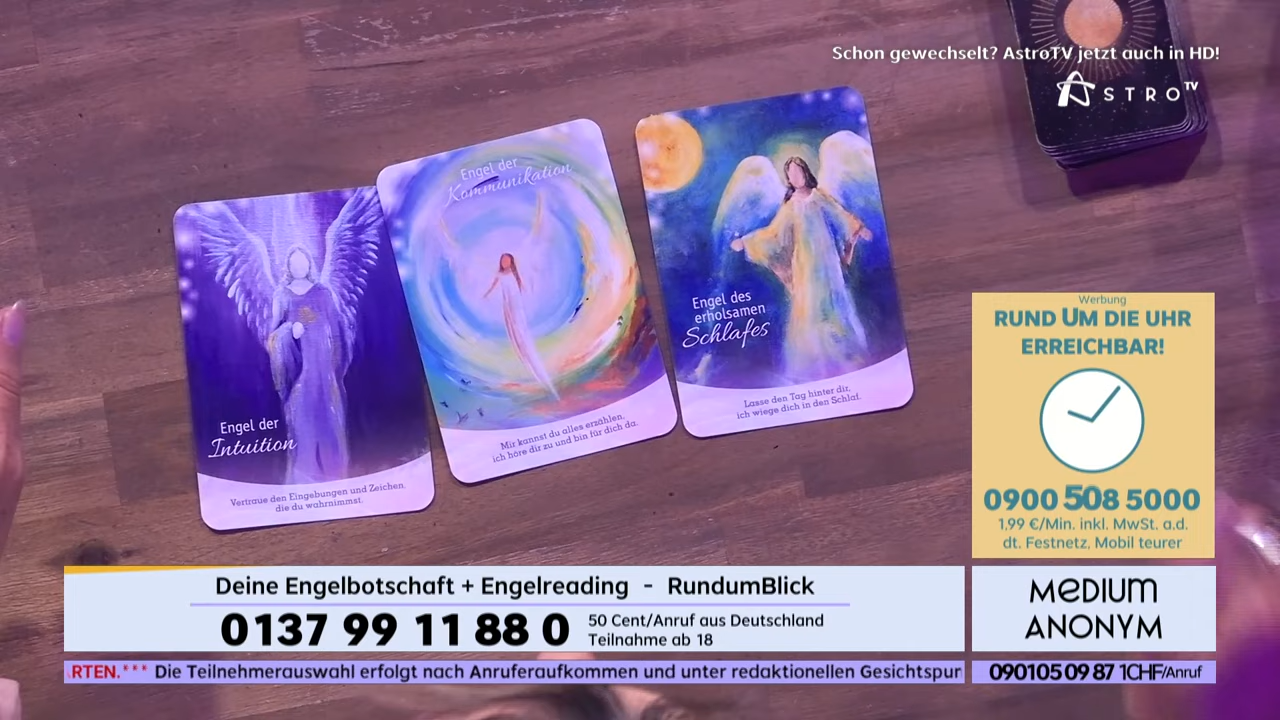 Schon gewechselt? AstroTV jetzt auch in HD!
ASTRO TV
Engel der
Kommunikation
Engel des
erholsamen
Schlafes
Engel der
Intuition
Lasse den Tag hinter dir,
ich wiege dich in den Schlaf.
Mir kannst du alles erzählen,
ich höre dir zu und bin für dich da.
Vertraue den Eingebungen und Zeichen,
die du wahrnimmst.
Werbung
RUND UM DIE UHR
ERREICHBAR!
0900 508 5000
1,99 €/Min. inkl. MwSt. a.d.
dt. Festnetz, Mobil teurer
Deine Engelbotschaft + Engelreading - RundumBlick
0137 99 11 88 0
50 Cent/Anruf aus Deutschland
Teilnahme ab 18
MEDIUM
ANONYM
RTEN.*** Die Teilnehmerauswahl erfolgt nach Anruferaufkommen und unter redaktionellen Gesichtspun
090105 09 87 1CHF/Anruf